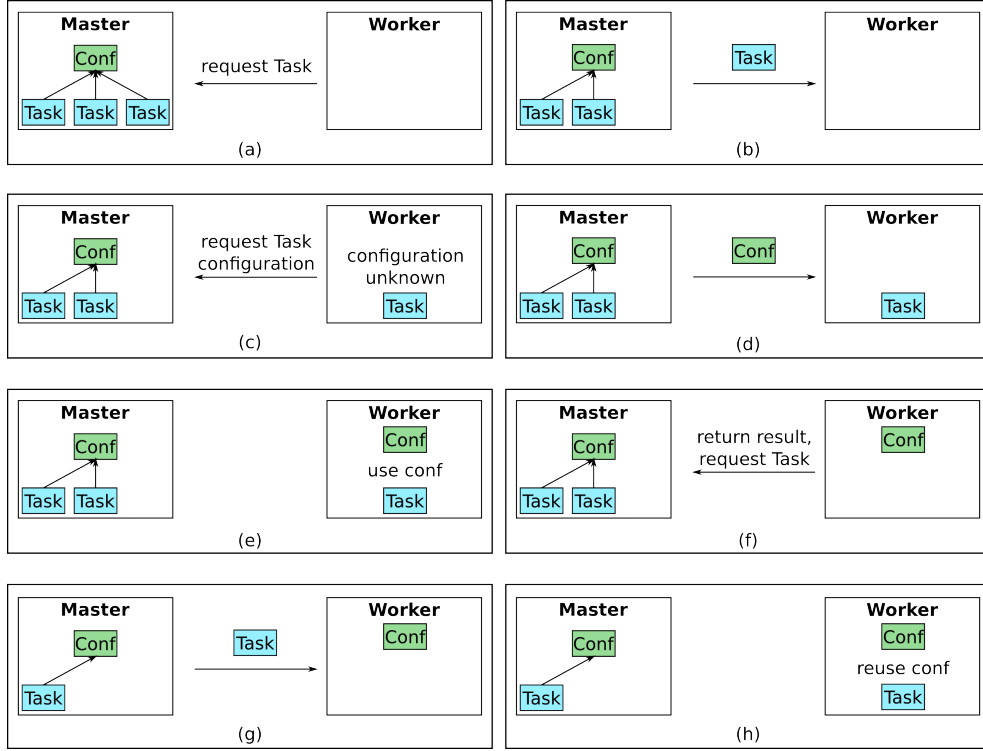 Master
Worker
Conf
request Task
Task Task Task
(a)
Master
Worker
Conf
Task
Task Task
(b)
Master
Worker
Conf
request Task
configuration
configuration
unknown
Task Task
Task
(c)
Master
Worker
Conf
Conf
Task Task
Task
(d)
Master
Worker
Conf
Conf
use conf
Task Task
Task
(e)
Master
Worker
Conf
return result,
request Task
Conf
Task Task
(f)
Master
Worker
Conf
Task
Conf
Task
(g)
Master
Worker
Conf
Conf
reuse conf
Task
Task
(h)